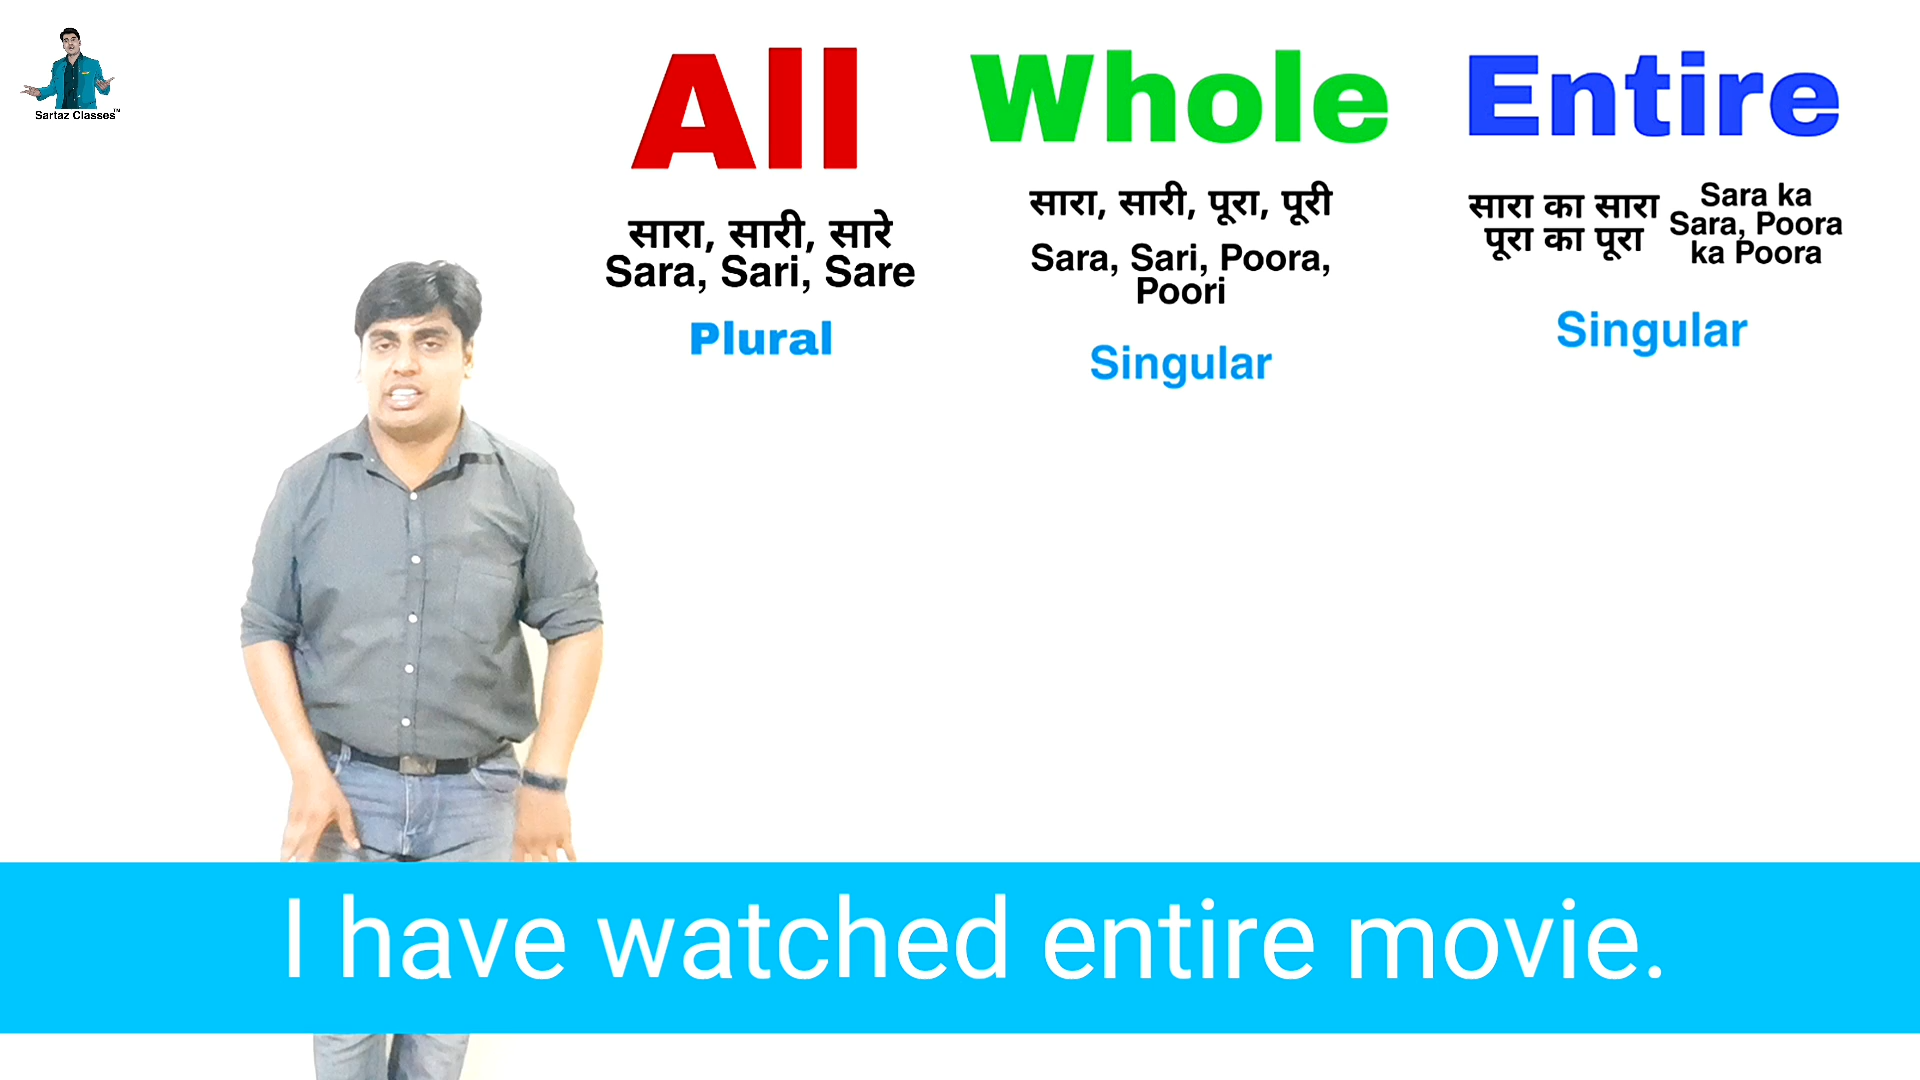 Sartaz Classes™
All
सारा, सारी, सारे
Sara, Sari, Sare
Plural
Whole
सारा, सारी, पूरा, पूरी
Sara, Sari, Poora,
Poori
Singular
Entire
सारा का सारा
पूरा का पूरा
Sara ka
Sara, Poora
ka Poora
Singular
I have watched entire movie.